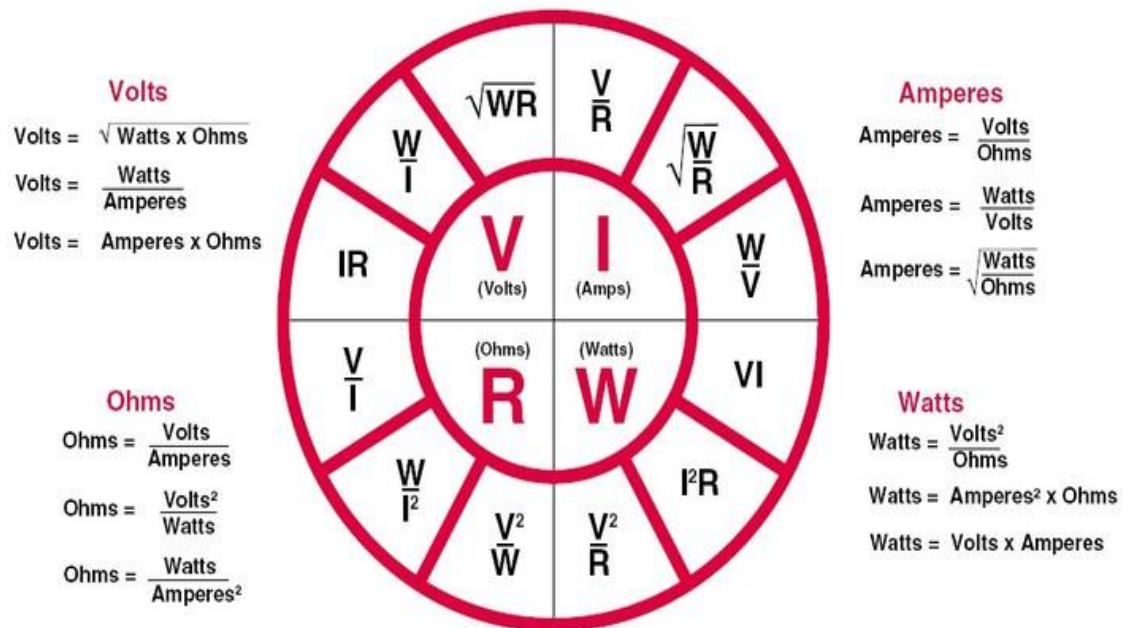 Volts
Volts = √Watts x Ohms
Volts = Watts
Amperes
Volts = Amperes x Ohms
Ohms
Ohms = Volts
Amperes
Ohms = Volts²
Watts
Ohms = Watts
Amperes²
√WR
V
R
W
I
√W
R
IR
W
V
V
(Volts)
I
(Amps)
(Ohms)
R
(Watts)
W
V
I
VI
W
I²
I²R
V²
W
V²
R
Amperes
Amperes = Volts
Ohms
Amperes = Watts
Volts
Amperes = √Watts
Ohms
Watts
Watts = Volts²
Ohms
Watts = Amperes² x Ohms
Watts = Volts x Amperes